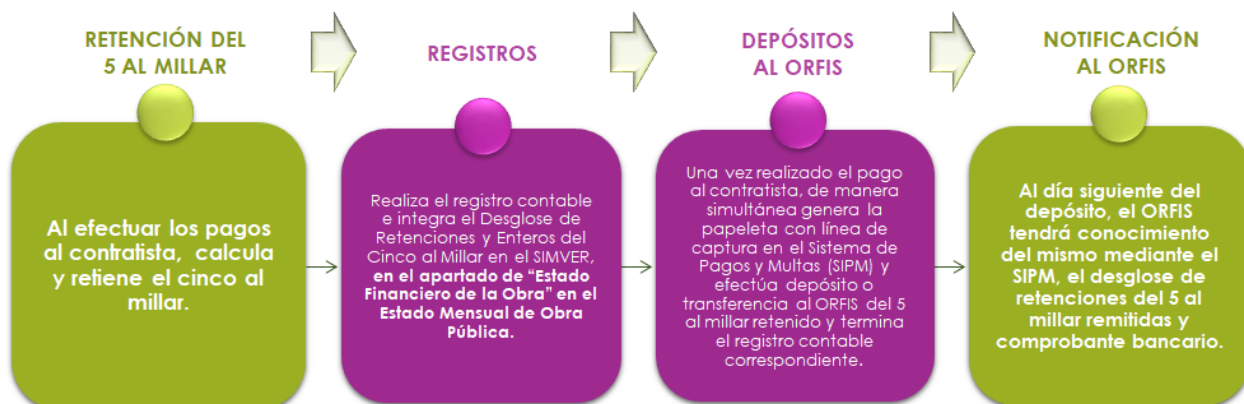 RETENCIÓN DEL
5 AL MILLAR
Al efectuar los pagos
al contratista, calcula
y retiene el cinco al
millar.
REGISTROS
Realiza el registro contable
e integra el Desglose de
Retenciones y Enteros del
Cinco al Millar en el SIMVER,
en el apartado de “Estado
Financiero de la Obra” en el
Estado Mensual de Obra
Pública.
DEPÓSITOS
AL ORFIS
Una vez realizado el pago
al contratista, de manera
simultánea genera la
papeleta con línea de
captura en el Sistema de
Pagos y Multas (SIPM) y
efectúa depósito o
transferencia al ORFIS del 5
al millar retenido y termina
el registro contable
correspondiente.
NOTIFICACIÓN
AL ORFIS
Al día siguiente del
depósito, el ORFIS
tendrá conocimiento
del mismo mediante el
SIPM, el desglose de
retenciones del 5 al
millar remitidas y
comprobante bancario.